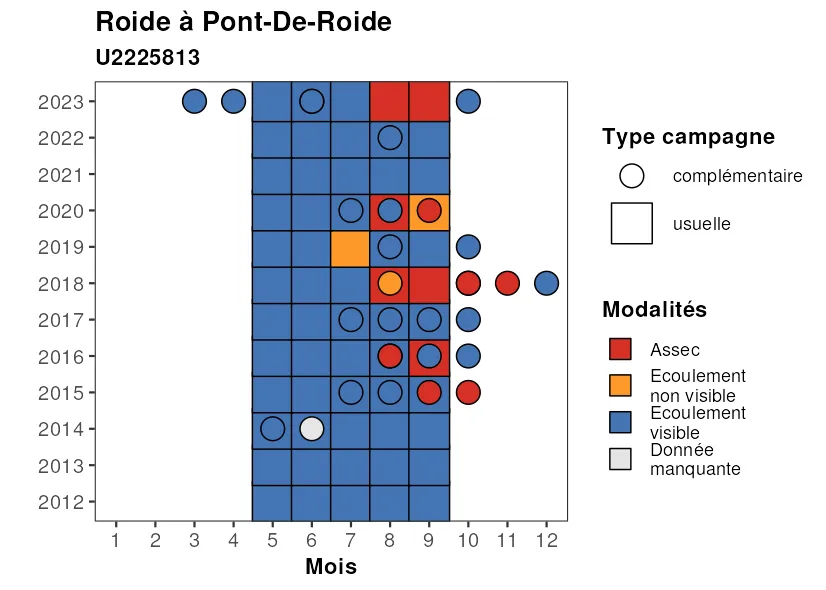 Roide à Pont-De-Roide
U2225813
2023
2022
2021
2020
2019
2018
2017
2016
2015
2014
2013
2012
1 2 3 4 5 6 7 8 9 10 11 12
Mois
Type campagne
complémentaire
usuelle
Modalités
Assec
Ecoulement
non visible
Ecoulement
visible
Donnée
manquante